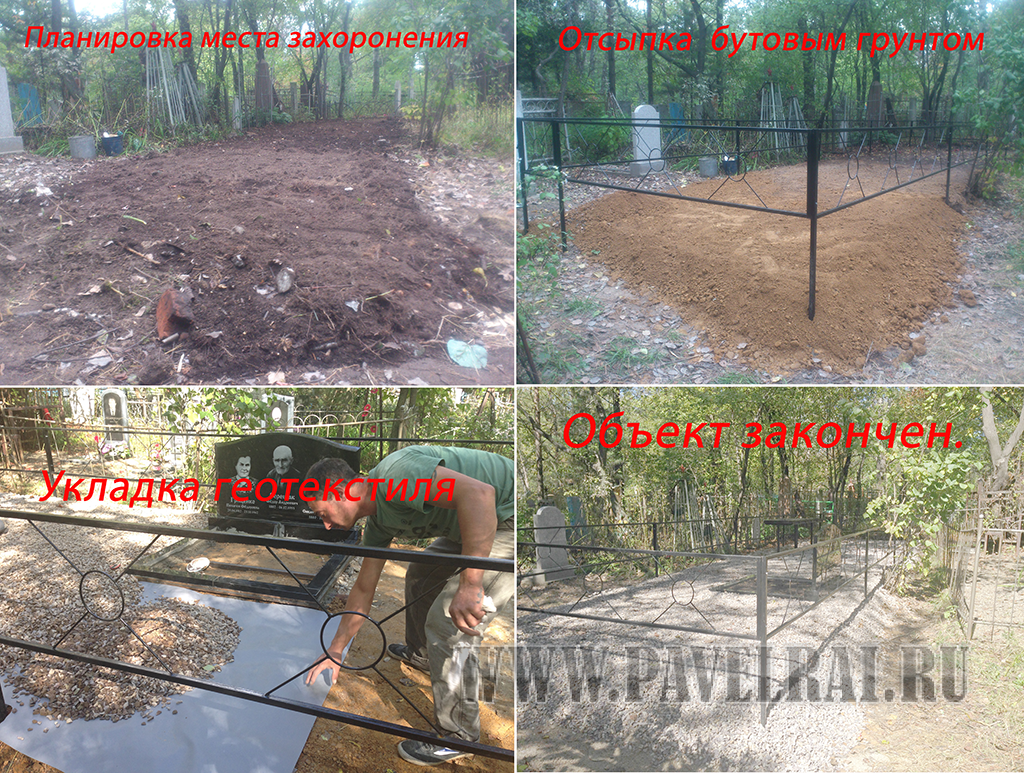 Планировка места захоронения
Отсыпка бутовым грунтом
Укладка геотекстиля
Объект закончен.
WWW.PAVELRAI.RU